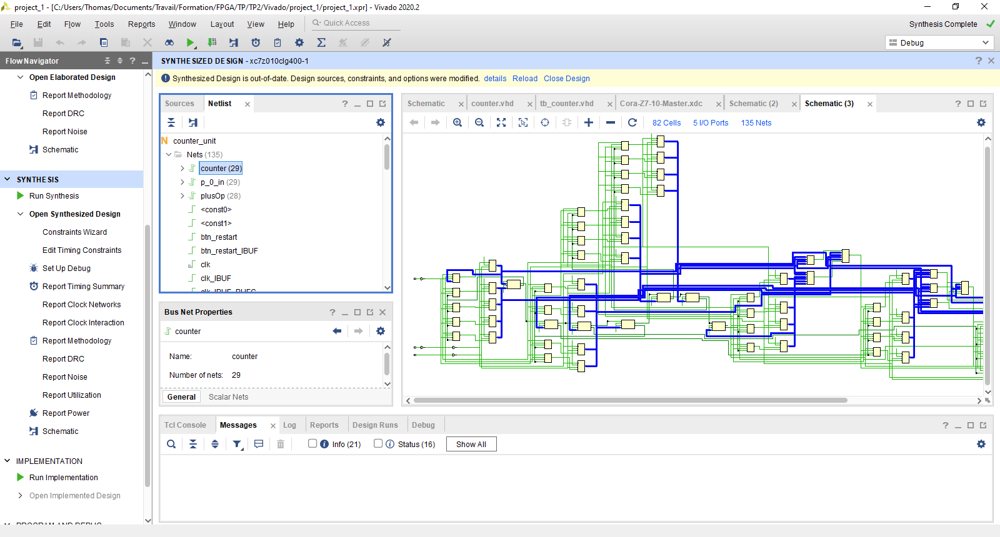 project_1 - [C:/Users/Thomas/Documents/Travail/Formation/FPGA/TP/TP2/Vivado/project_1/project_1.xpr] - Vivado 2020.2
File Edit Flow Tools Reports Window Layout View Help Quick Access
Synthesis Complete
Debug
Flow Navigator
Open Elaborated Design
Report Methodology
Report DRC
Report Noise
Schematic
SYNTHESIS
Run Synthesis
Open Synthesized Design
Constraints Wizard
Edit Timing Constraints
Set Up Debug
Report Timing Summary
Report Clock Networks
Report Clock Interaction
Report Methodology
Report DRC
Report Noise
Report Utilization
Report Power
Schematic
IMPLEMENTATION
Run Implementation
Open Implemented Design
PROGRAM AND DEBUG
SYNTHESIZED DESIGN - xc7z010clg400-1
Synthesized Design is out-of-date. Design sources, constraints, and options were modified. details Reload Close Design
Sources Netlist
counter_unit
Nets (135)
counter (29)
p_0_in (29)
plusOp (28)
<const0>
<const1>
btn_restart
btn_restart_IBUF
clk
clk_IBUF
clk_IBUF_BUFG
Bus Net Properties
counter
Name: counter
Number of nets: 29
General Scalar Nets
Schematic counter.vhd tb_counter.vhd Cora-Z7-10-Master.xdc Schematic (2) Schematic (3)
82 Cells 5 I/O Ports 135 Nets
Tcl Console Messages Log Reports Design Runs Debug
Info (21) Status (16) Show All